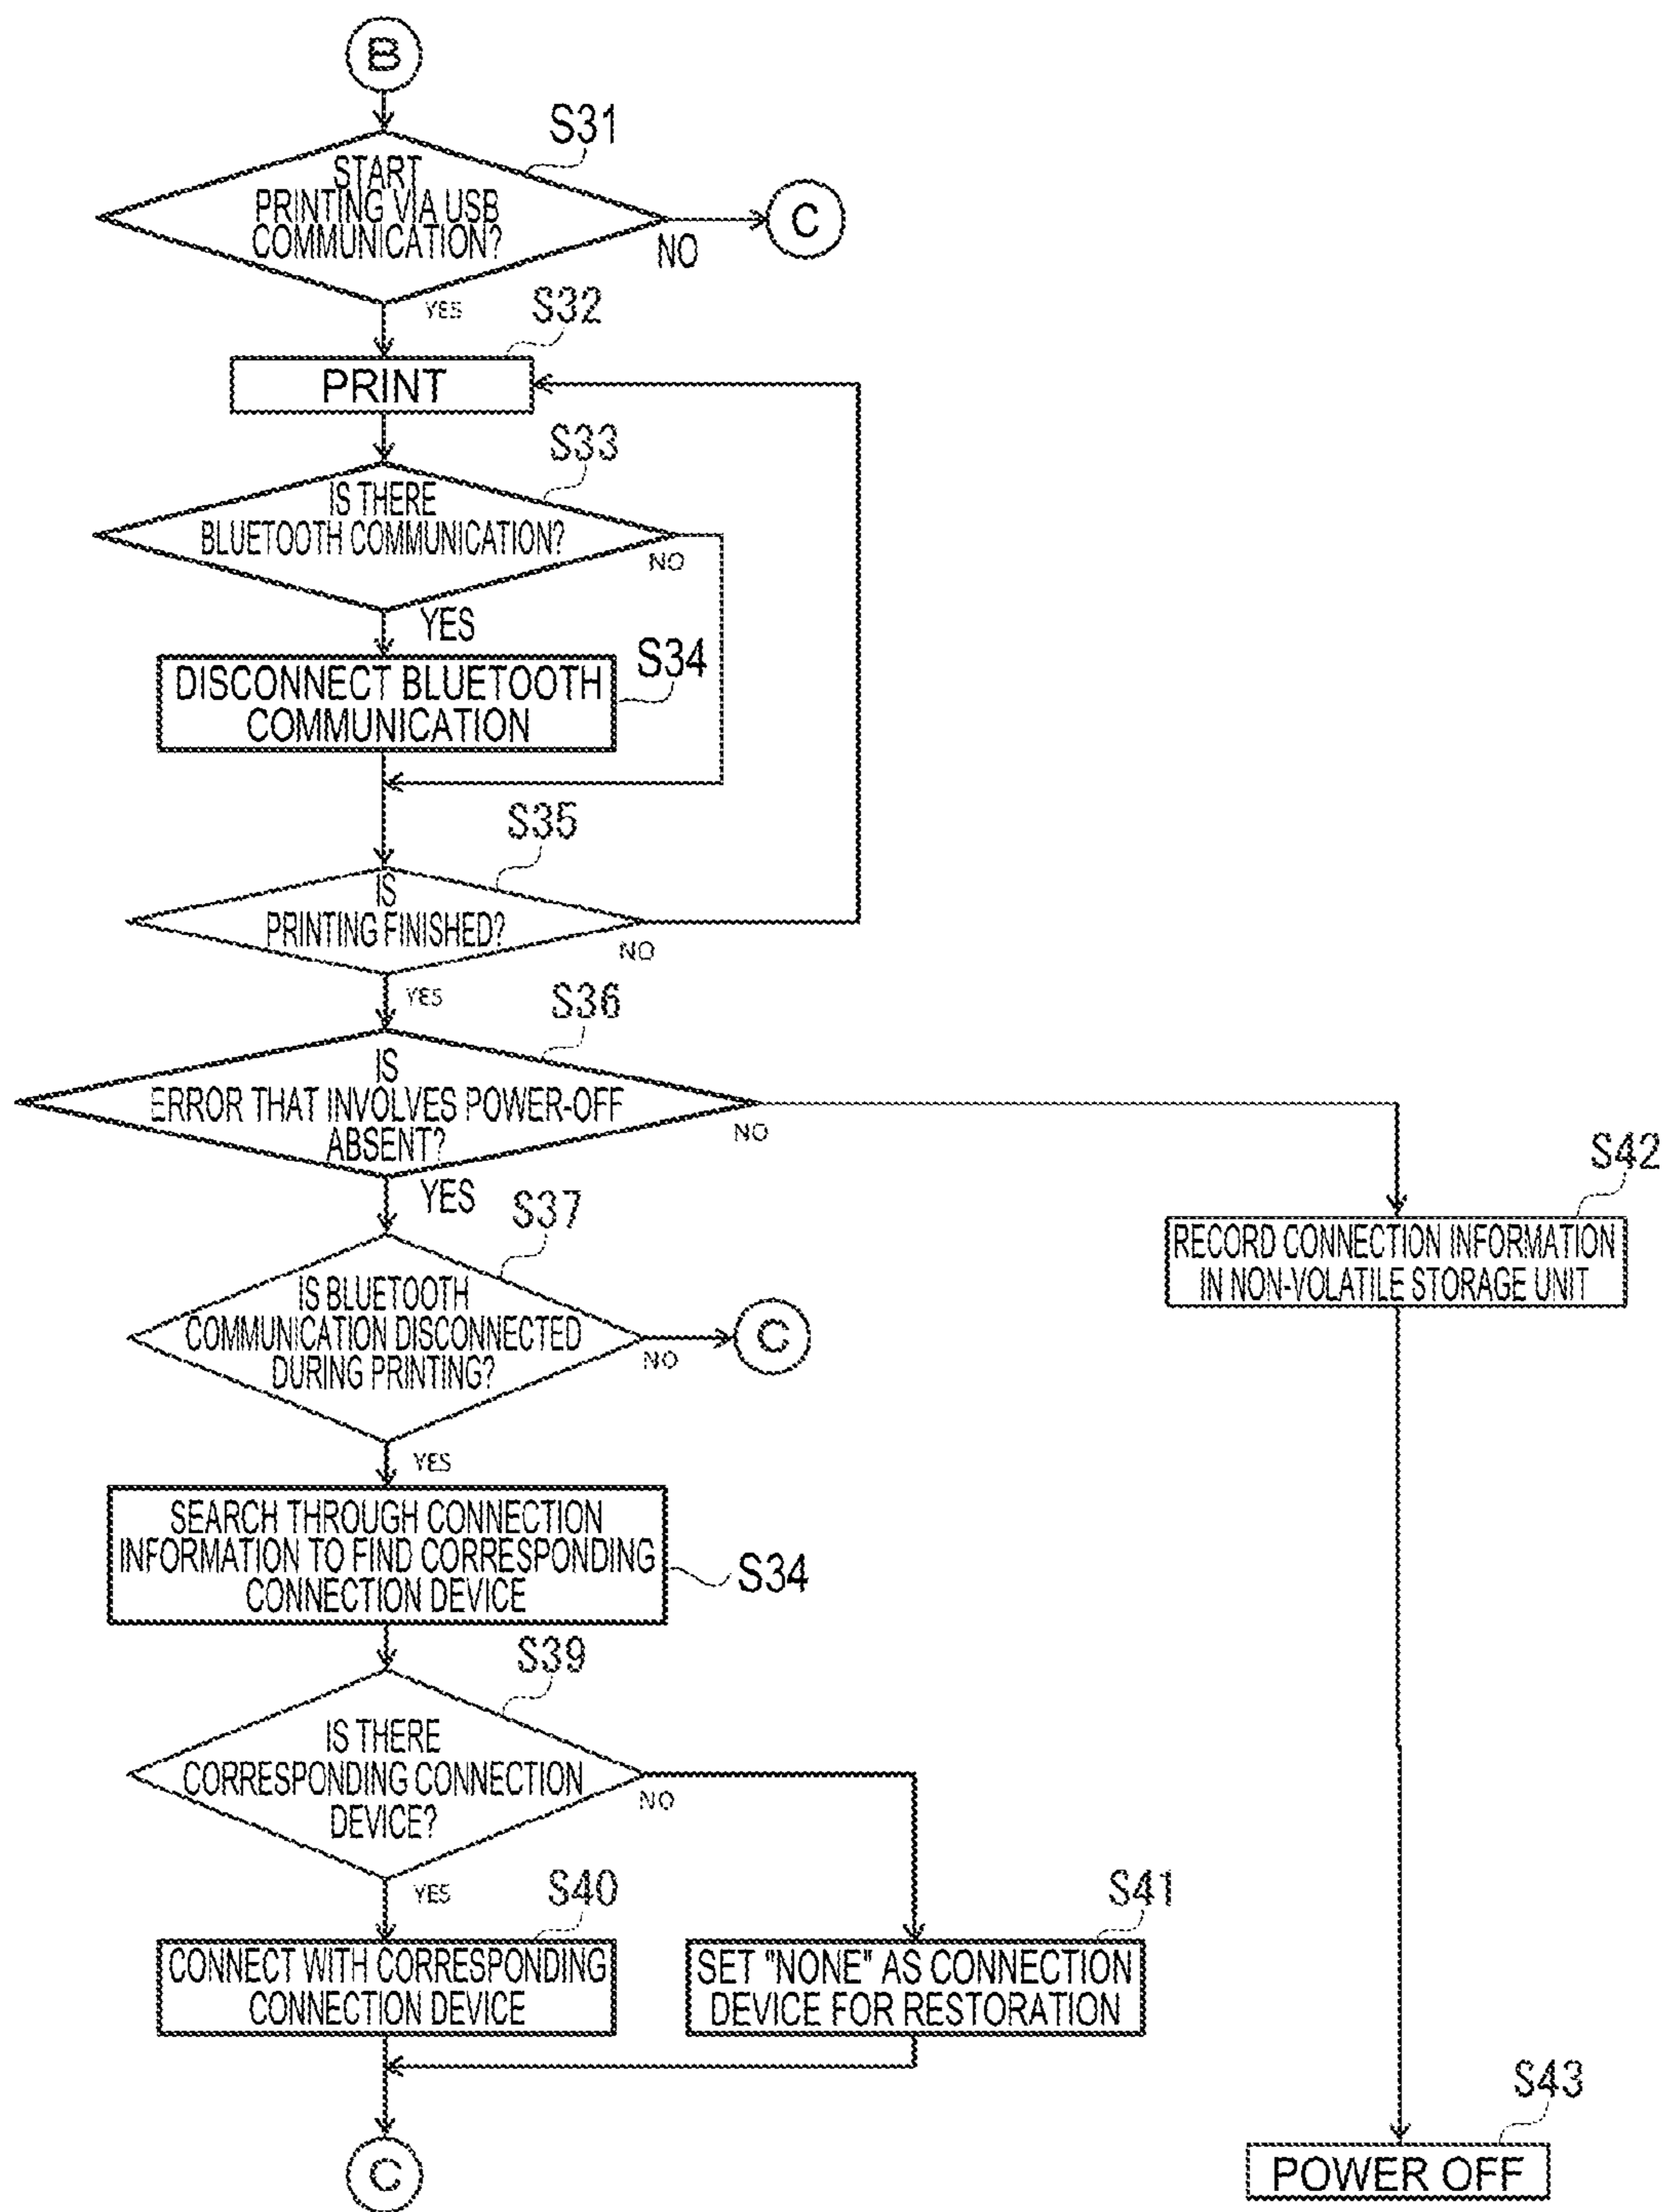 B
S31
START
PRINTING VIA USB
COMMUNICATION?
NO
C
YES
S32
PRINT
S33
IS THERE
BLUETOOTH COMMUNICATION?
NO
YES
S34
DISCONNECT BLUETOOTH
COMMUNICATION
S35
IS
PRINTING FINISHED?
NO
YES
S36
IS
ERROR THAT INVOLVES POWER-OFF
ABSENT?
NO
YES
S42
RECORD CONNECTION INFORMATION
IN NON-VOLATILE STORAGE UNIT
S37
IS BLUETOOTH
COMMUNICATION DISCONNECTED
DURING PRINTING?
NO
C
YES
SEARCH THROUGH CONNECTION
INFORMATION TO FIND CORRESPONDING
CONNECTION DEVICE
S34
S39
IS THERE
CORRESPONDING CONNECTION
DEVICE?
NO
YES
S40
CONNECT WITH CORRESPONDING
CONNECTION DEVICE
S41
SET "NONE" AS CONNECTION
DEVICE FOR RESTORATION
C
S43
POWER OFF